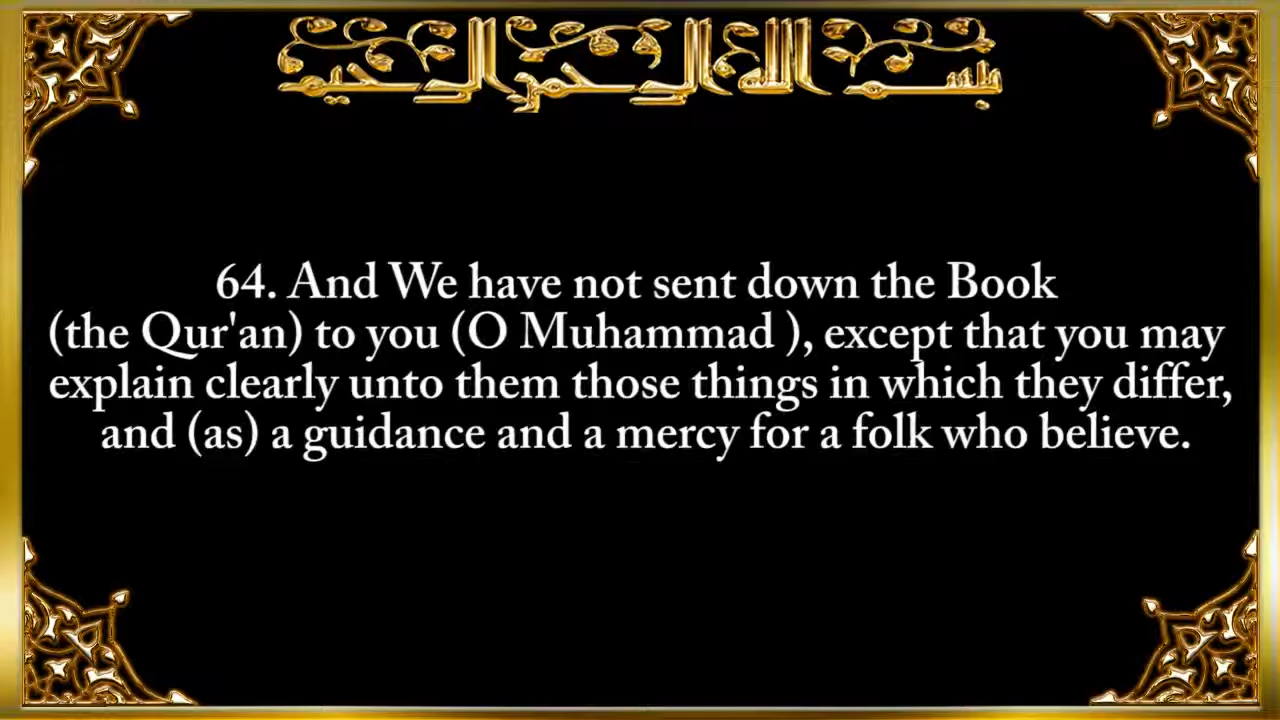 بسم الله الرحمن الرحيم
64. And We have not sent down the Book
(the Qur'an) to you (O Muhammad ), except that you may
explain clearly unto them those things in which they differ,
and (as) a guidance and a mercy for a folk who believe.